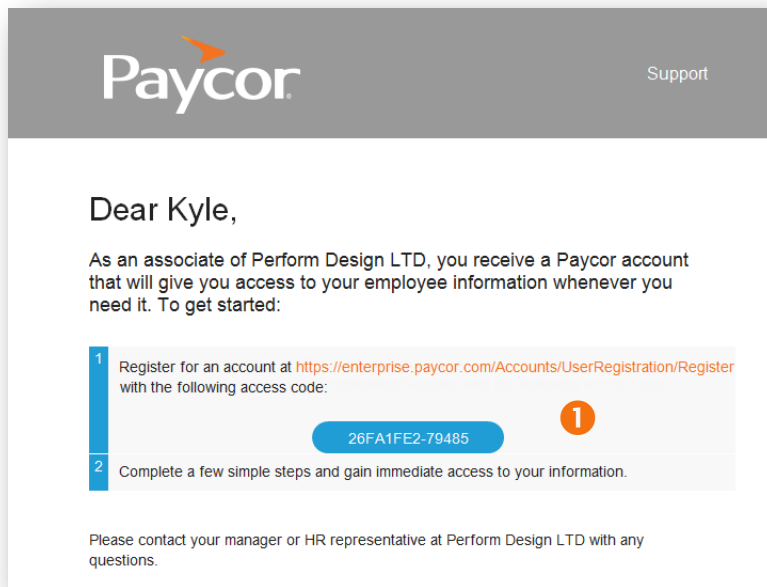 Paycor
Support
Dear Kyle,
As an associate of Perform Design LTD, you receive a Paycor account
that will give you access to your employee information whenever you
need it. To get started:
1
Register for an account at https://enterprise.paycor.com/Accounts/UserRegistration/Register
with the following access code:
1
26FA1FE2-79485
2
Complete a few simple steps and gain immediate access to your information.
Please contact your manager or HR representative at Perform Design LTD with any
questions.